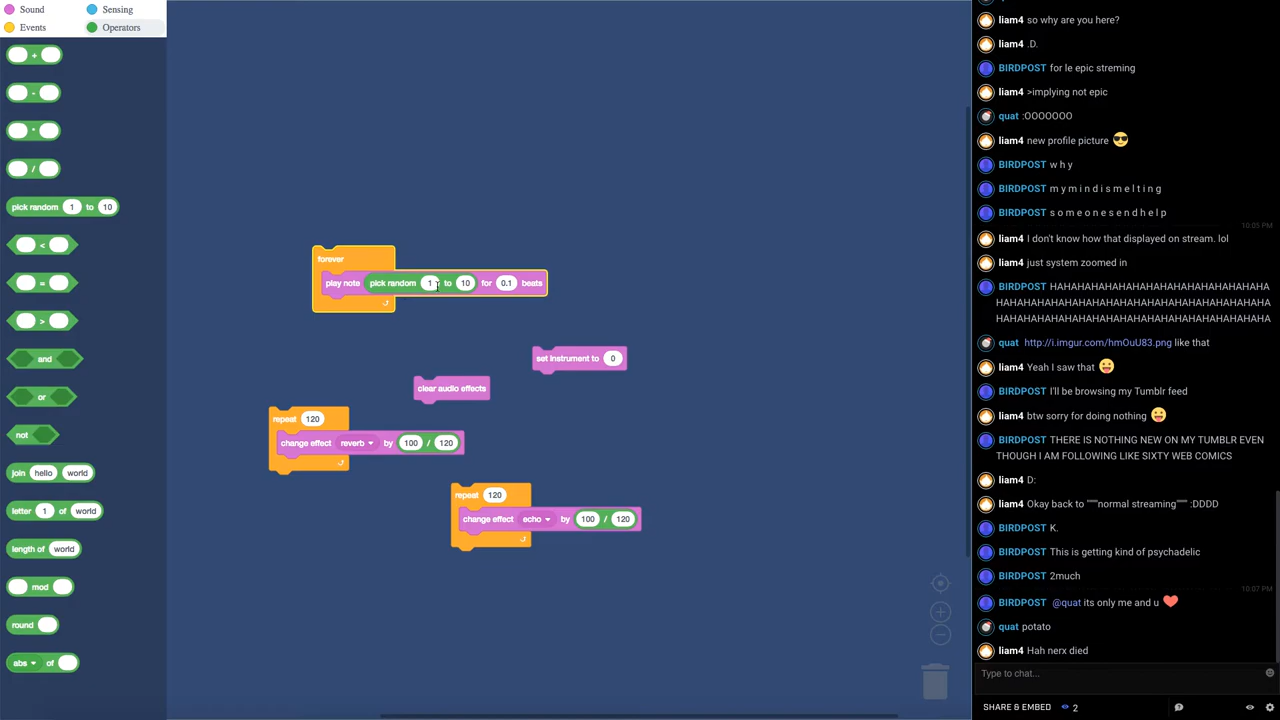 Sound
Sensing
Events
Operators
+
-
*
/
pick random 1 to 10
<
=
>
and
or
not
join hello world
letter 1 of world
length of world
mod
round
abs of
forever
play note pick random 1 to 10 for 0.1 beats
set instrument to 0
clear audio effects
repeat 120
change effect reverb by 100 / 120
repeat 120
change effect echo by 100 / 120
liam4 so why are you here?
liam4 .D.
BIRDPOST for le epic streming
liam4 >implying not epic
quat :OOOOOOO
liam4 new profile picture 😎
BIRDPOST w h y
BIRDPOST m y m i n d i s m e l t i n g
BIRDPOST s o m e o n e s e n d h e l p
10:05 PM
liam4 I don't know how that displayed on stream. lol
liam4 just system zoomed in
BIRDPOST HAHAHAHAHAHAHAHAHAHAHAHAHAHA
HAHAHAHAHAHAHAHAHAHAHAHAHAHAHAHAHAHA
HAHAHAHAHAHAHAHAHAHAHAHAHAHAHAHAHAHA
quat http://i.imgur.com/hmOuU83.png like that
liam4 Yeah I saw that 😜
BIRDPOST I'll be browsing my Tumblr feed
liam4 btw sorry for doing nothing 😜
BIRDPOST THERE IS NOTHING NEW ON MY TUMBLR EVEN
THOUGH I AM FOLLOWING LIKE SIXTY WEB COMICS
liam4 D:
liam4 Okay back to """"normal streaming"""" :DDDD
BIRDPOST K.
BIRDPOST This is getting kind of psychadelic
BIRDPOST 2much
10:07 PM
BIRDPOST @quat its only me and u ❤️
quat potato
liam4 Hah nerx died
Type to chat...
SHARE & EMBED 2